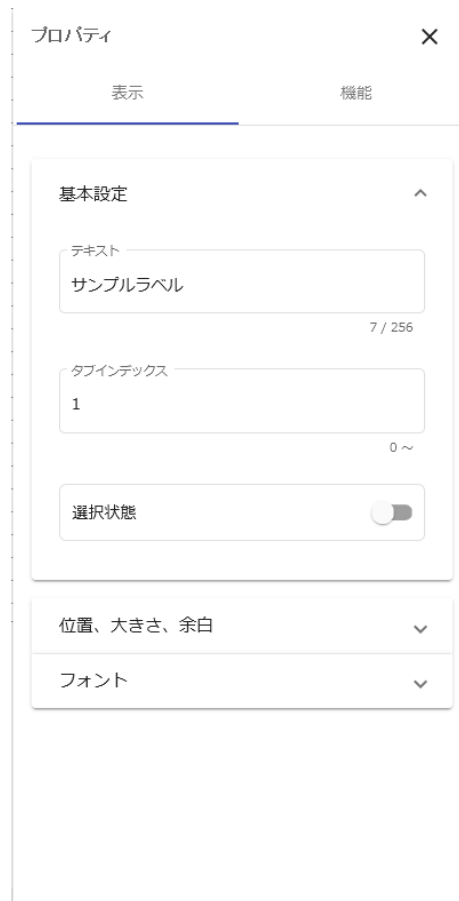 プロパティ
表示 機能
基本設定
テキスト
サンプルラベル
7 / 256
タブインデックス
1
0 ～
選択状態
位置、大きさ、余白
フォント